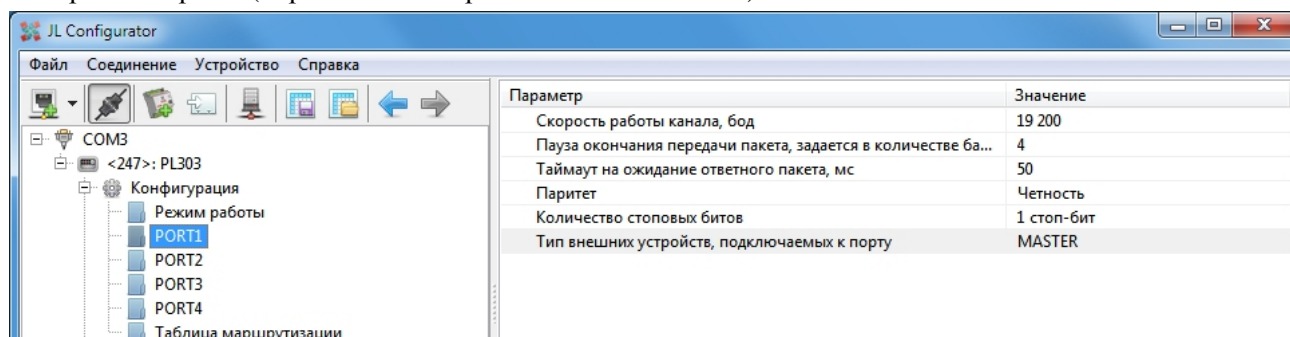 JL Configurator
Файл Соединение Устройство Справка
COM3
<247>: PL303
Конфигурация
Режим работы
PORT1
PORT2
PORT3
PORT4
Таблица маршрутизации
Параметр Значение
Скорость работы канала, бод 19 200
Пауза окончания передачи пакета, задается в количестве ба... 4
Таймаут на ожидание ответного пакета, мс 50
Паритет Четность
Количество стоповых битов 1 стоп-бит
Тип внешних устройств, подключаемых к порту MASTER